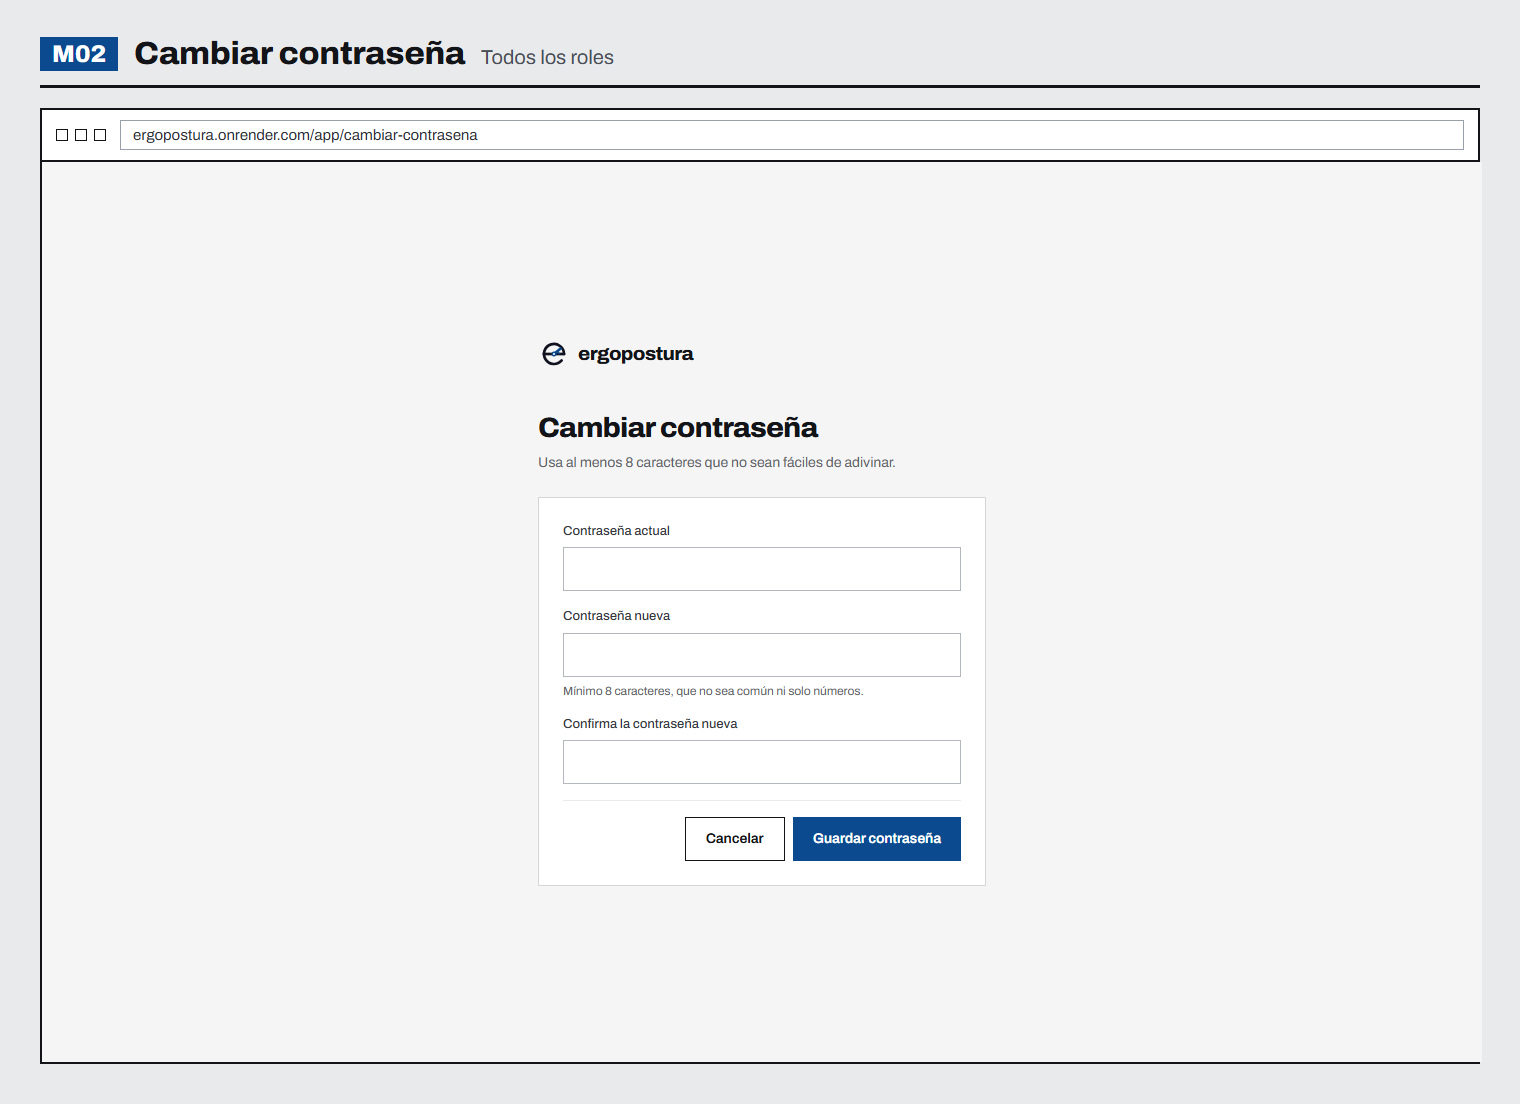 M02 Cambiar contraseña Todos los roles
ergopostura.onrender.com/app/cambiar-contrasena
ergopostura
Cambiar contraseña
Usa al menos 8 caracteres que no sean fáciles de adivinar.
Contraseña actual
Contraseña nueva
Mínimo 8 caracteres, que no sea común ni solo números.
Confirma la contraseña nueva
Cancelar Guardar contraseña